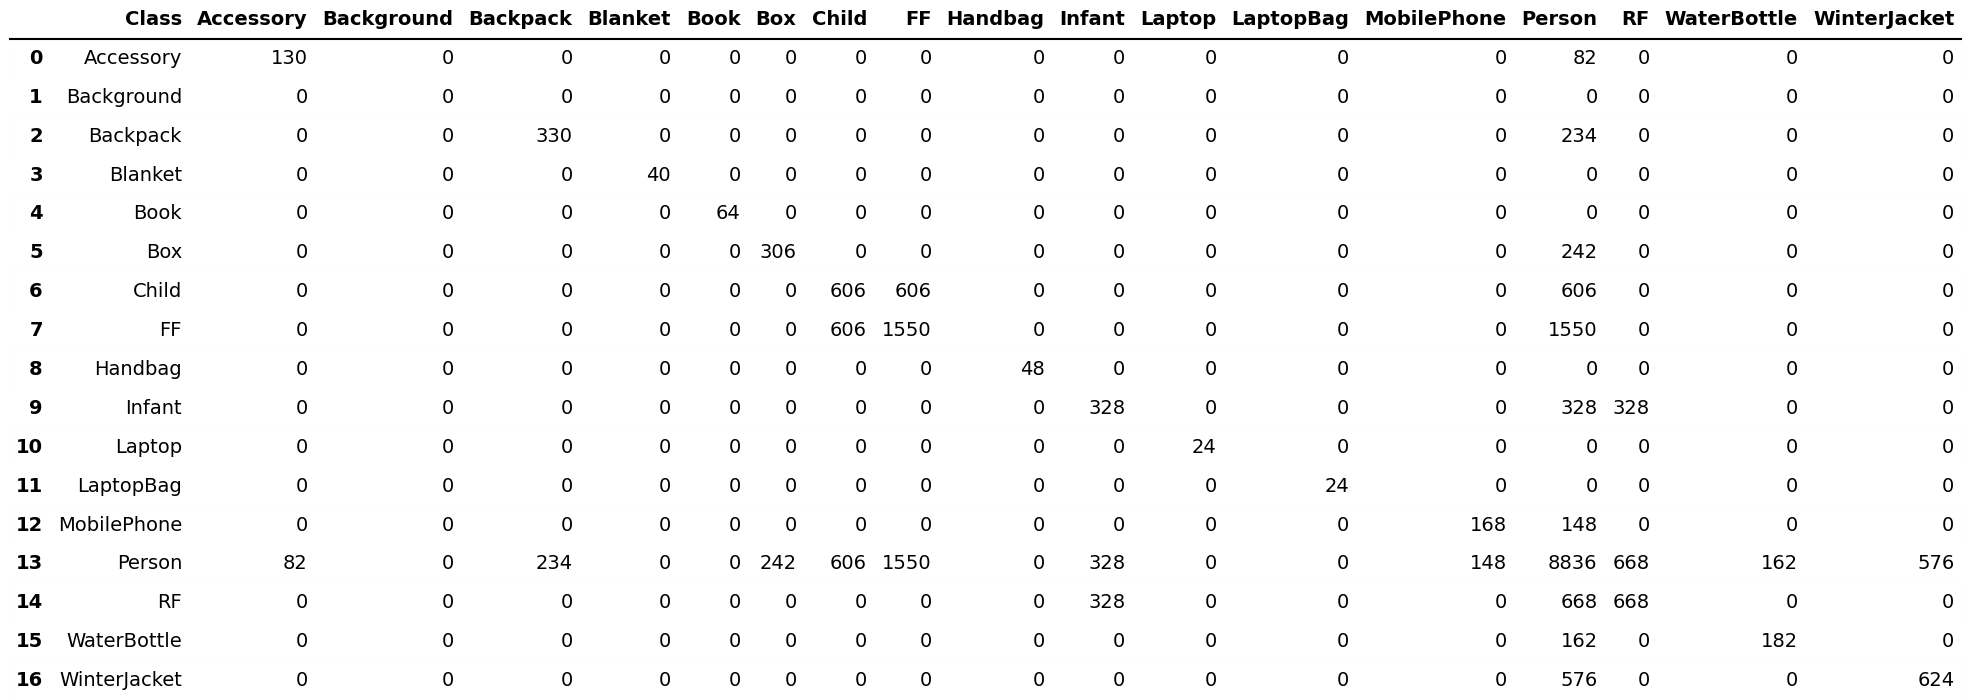 Class Accessory Background Backpack Blanket Book Box Child FF Handbag Infant Laptop LaptopBag MobilePhone Person RF WaterBottle WinterJacket
0 Accessory 130 0 0 0 0 0 0 0 0 0 0 0 0 82 0 0 0
1 Background 0 0 0 0 0 0 0 0 0 0 0 0 0 0 0 0 0
2 Backpack 0 0 330 0 0 0 0 0 0 0 0 0 0 234 0 0 0
3 Blanket 0 0 0 40 0 0 0 0 0 0 0 0 0 0 0 0 0
4 Book 0 0 0 0 64 0 0 0 0 0 0 0 0 0 0 0 0
5 Box 0 0 0 0 0 306 0 0 0 0 0 0 0 242 0 0 0
6 Child 0 0 0 0 0 0 606 606 0 0 0 0 0 606 0 0 0
7 FF 0 0 0 0 0 0 606 1550 0 0 0 0 0 1550 0 0 0
8 Handbag 0 0 0 0 0 0 0 0 48 0 0 0 0 0 0 0 0
9 Infant 0 0 0 0 0 0 0 0 0 328 0 0 0 328 328 0 0
10 Laptop 0 0 0 0 0 0 0 0 0 0 24 0 0 0 0 0 0
11 LaptopBag 0 0 0 0 0 0 0 0 0 0 0 24 0 0 0 0 0
12 MobilePhone 0 0 0 0 0 0 0 0 0 0 0 0 168 148 0 0 0
13 Person 82 0 234 0 0 242 606 1550 0 328 0 0 148 8836 668 162 576
14 RF 0 0 0 0 0 0 0 0 0 328 0 0 0 668 668 0 0
15 WaterBottle 0 0 0 0 0 0 0 0 0 0 0 0 0 162 0 182 0
16 WinterJacket 0 0 0 0 0 0 0 0 0 0 0 0 0 576 0 0 624